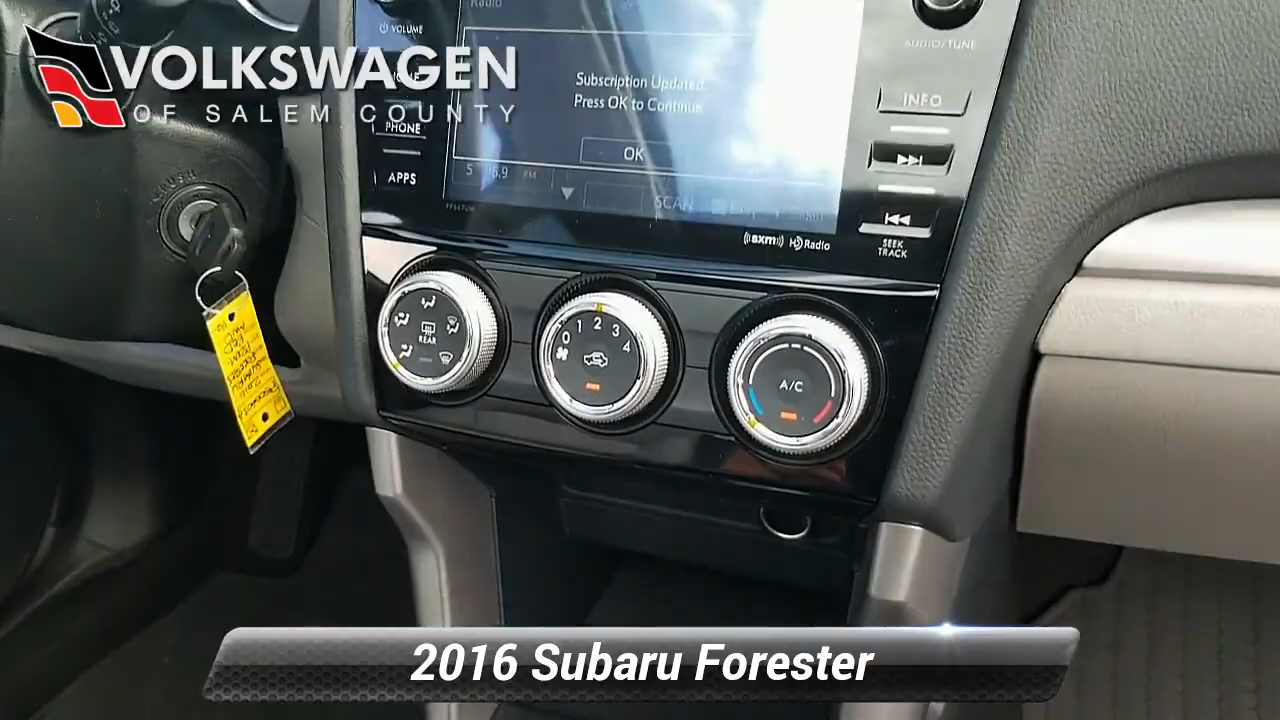 VOLKSWAGEN
OF SALEM COUNTY
Radio
VOLUME
PHONE
APPS
Subscription Updated.
Press OK to Continue.
OK
SCAN
AUDIO/TUNE
INFO
SEEK
TRACK
((sxm)) HD Radio
PUSH
REAR
0 1 2 3 4
A/C
2016 Subaru Forester